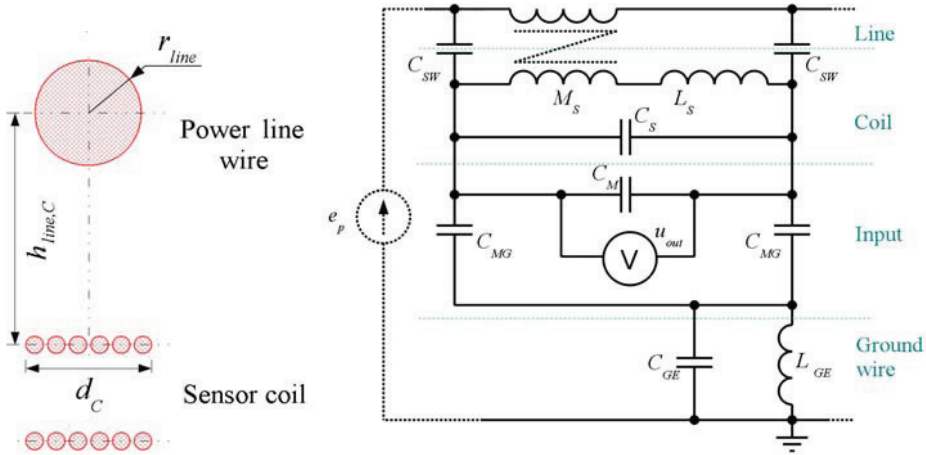 r_line
Power line
wire
h_line,C
d_C
Sensor coil
Line
C_SW
C_SW
M_S
L_S
C_S
Coil
C_M
e_p
C_MG
u_out
V
C_MG
Input
C_GE
L_GE
Ground
wire